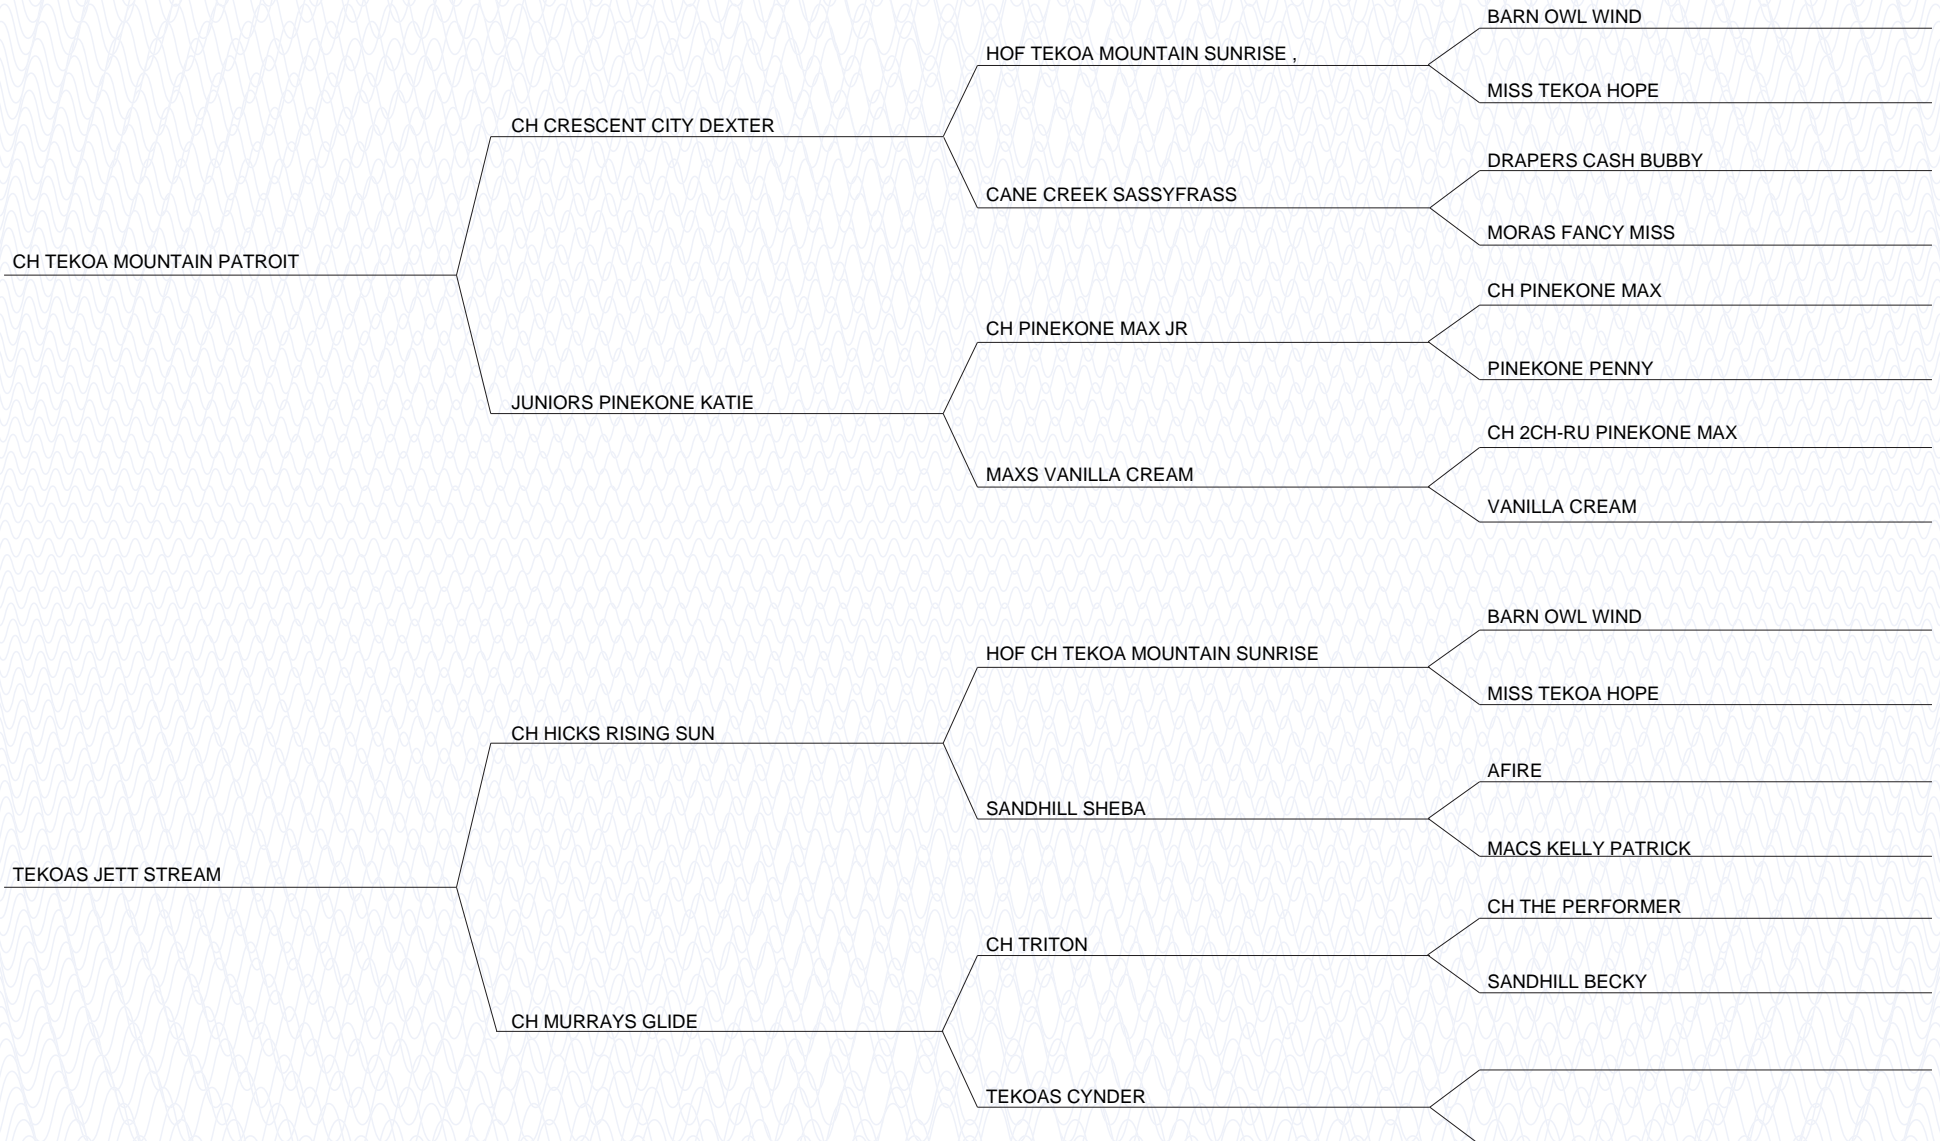 BARN OWL WIND
HOF TEKOA MOUNTAIN SUNRISE ,
MISS TEKOA HOPE
CH CRESCENT CITY DEXTER
DRAPERS CASH BUBBY
CANE CREEK SASSYFRASS
MORAS FANCY MISS
CH TEKOA MOUNTAIN PATROIT
CH PINEKONE MAX
CH PINEKONE MAX JR
PINEKONE PENNY
JUNIORS PINEKONE KATIE
CH 2CH-RU PINEKONE MAX
MAXS VANILLA CREAM
VANILLA CREAM
BARN OWL WIND
HOF CH TEKOA MOUNTAIN SUNRISE
MISS TEKOA HOPE
CH HICKS RISING SUN
AFIRE
SANDHILL SHEBA
MACS KELLY PATRICK
TEKOAS JETT STREAM
CH THE PERFORMER
CH TRITON
SANDHILL BECKY
CH MURRAYS GLIDE
TEKOAS CYNDER